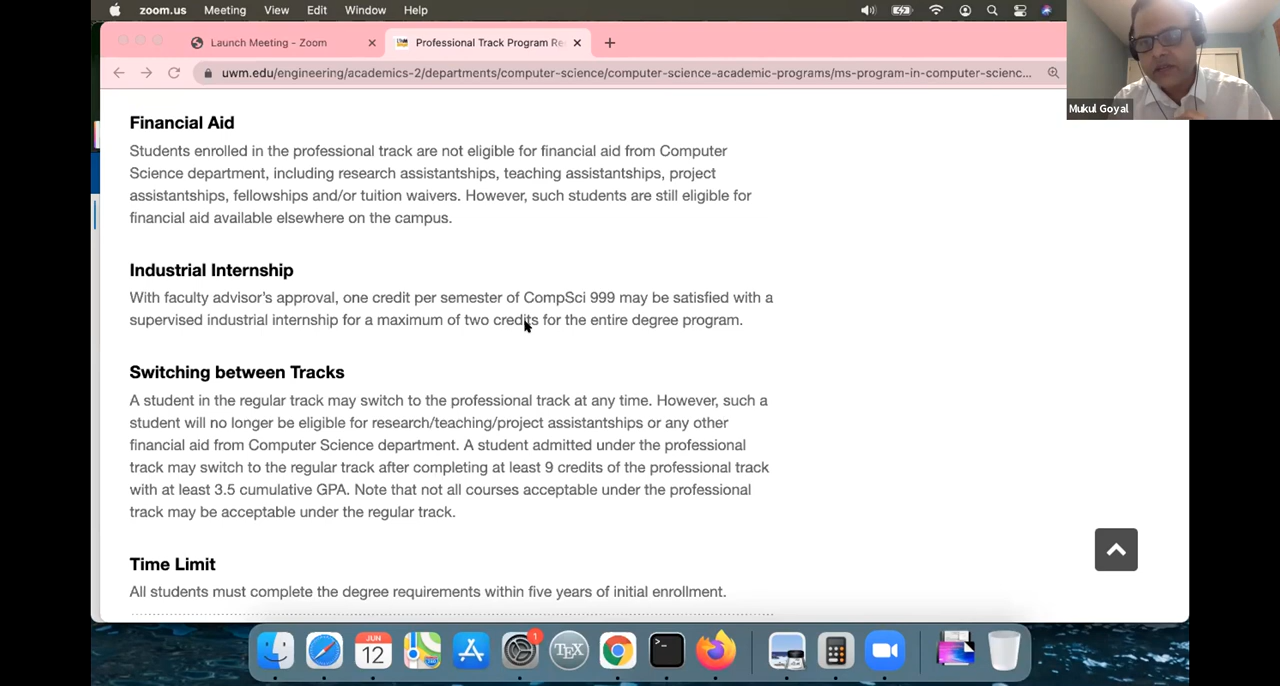 zoom.us Meeting View Edit Window Help
Launch Meeting - Zoom
Professional Track Program Re
uwm.edu/engineering/academics-2/departments/computer-science/computer-science-academic-programs/ms-program-in-computer-scienc...
Mukul Goyal
Financial Aid
Students enrolled in the professional track are not eligible for financial aid from Computer
Science department, including research assistantships, teaching assistantships, project
assistantships, fellowships and/or tuition waivers. However, such students are still eligible for
financial aid available elsewhere on the campus.
Industrial Internship
With faculty advisor's approval, one credit per semester of CompSci 999 may be satisfied with a
supervised industrial internship for a maximum of two credits for the entire degree program.
Switching between Tracks
A student in the regular track may switch to the professional track at any time. However, such a
student will no longer be eligible for research/teaching/project assistantships or any other
financial aid from Computer Science department. A student admitted under the professional
track may switch to the regular track after completing at least 9 credits of the professional track
with at least 3.5 cumulative GPA. Note that not all courses acceptable under the professional
track may be acceptable under the regular track.
Time Limit
All students must complete the degree requirements within five years of initial enrollment.
JUN
12
1
TEX